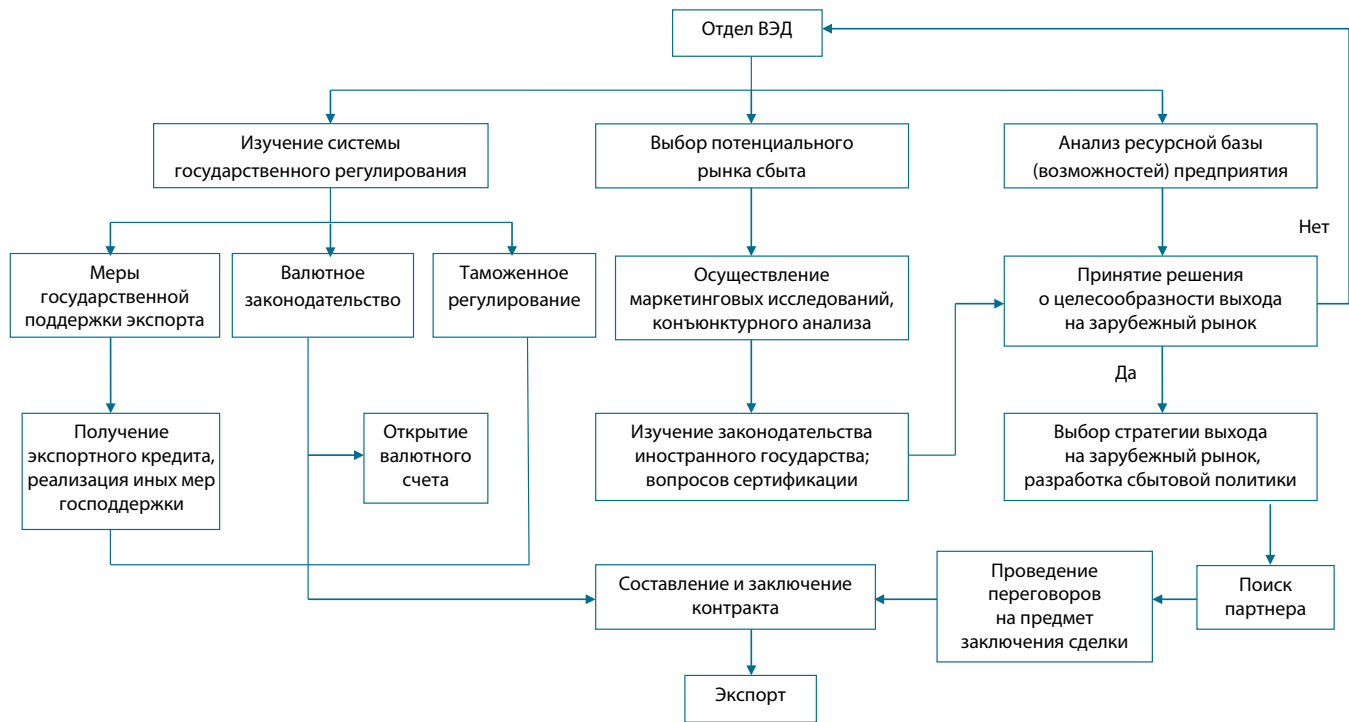 Отдел ВЭД
Изучение системы
государственного регулирования
Выбор потенциального
рынка сбыта
Анализ ресурсной базы
(возможностей) предприятия
Нет
Меры
государственной
поддержки экспорта
Валютное
законодательство
Таможенное
регулирование
Осуществление
маркетинговых исследований,
конъюнктурного анализа
Принятие решения
о целесообразности выхода
на зарубежный рынок
Да
Получение
экспортного кредита,
реализация иных мер
господдержки
Открытие
валютного
счета
Изучение законодательства
иностранного государства;
вопросов сертификации
Выбор стратегии выхода
на зарубежный рынок,
разработка сбытовой политики
Составление и заключение
контракта
Проведение
переговоров
на предмет
заключения сделки
Поиск
партнера
Экспорт